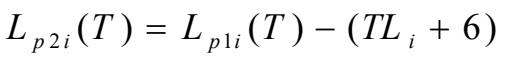 L_{p2i}(T) = L_{p1i}(T) − (TL_i + 6)